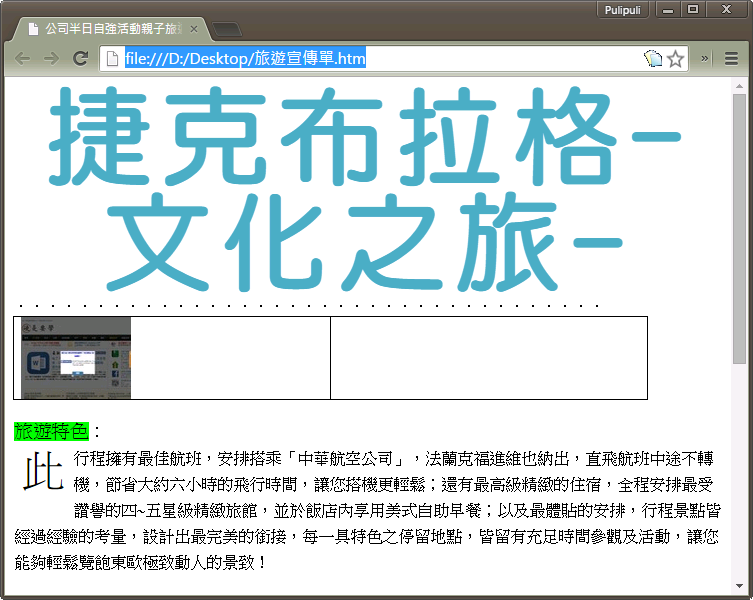 Pulipuli
公司半日自強活動親子旅
file:///D:/Desktop/旅遊宣傳單.htm
捷克布拉格-
文化之旅-
旅遊特色：
此行程擁有最佳航班，安排搭乘「中華航空公司」，法蘭克福進維也納出，直飛航班中途不轉
機，節省大約六小時的飛行時間，讓您搭機更輕鬆；還有最高級精緻的住宿，全程安排最受
讚譽的四~五星級精緻旅館，並於飯店內享用美式自助早餐；以及最體貼的安排，行程景點皆
經過經驗的考量，設計出最完美的銜接，每一具特色之停留地點，皆留有充足時間參觀及活動，讓您
能夠輕鬆覽飽東歐極致動人的景致！